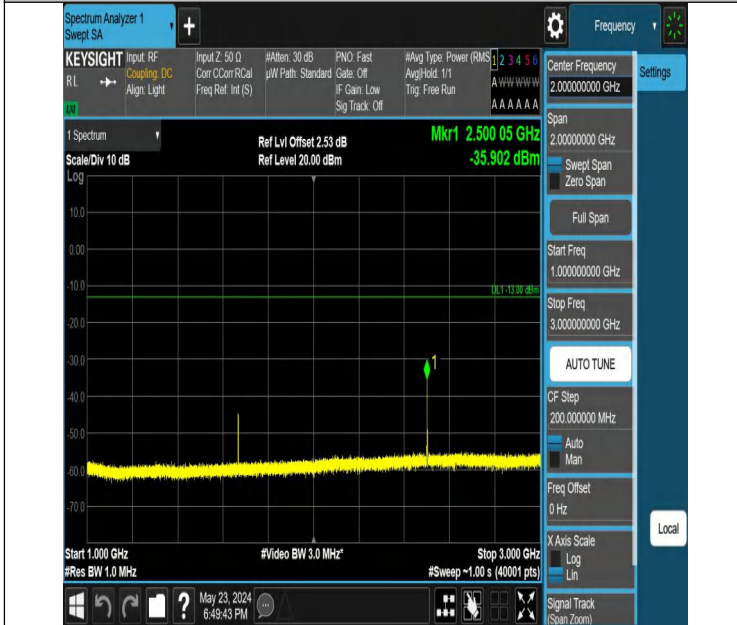 Spectrum Analyzer 1
Swept SA
+
Frequency
KEYSIGHT
RL
Input: RF
Coupling: DC
Align: Light
Input Z: 50 Ω
Corr CCorr RCal
Freq Ref: Int (S)
#Atten: 30 dB
µW Path: Standard
PNO: Fast
Gate: Off
IF Gain: Low
Sig Track: Off
#Avg Type: Power (RMS
Avg|Hold: 1/1
Trig: Free Run
1 2 3 4 5 6
A W W W W W
A A A A A A
1 Spectrum
Scale/Div 10 dB
Log
Ref Lvl Offset 2.53 dB
Ref Level 20.00 dBm
Mkr1 2.500 05 GHz
-35.902 dBm
10.0
0.00
-10.0
DL1 -13.00 dBm
-20.0
-30.0
1
-40.0
-50.0
-60.0
-70.0
Start 1.000 GHz
#Res BW 1.0 MHz
#Video BW 3.0 MHz*
Stop 3.000 GHz
#Sweep ~1.00 s (40001 pts)
?
May 23, 2024
6:49:43 PM
Center Frequency
2.000000000 GHz
Span
2.00000000 GHz
Swept Span
Zero Span
Full Span
Start Freq
1.000000000 GHz
Stop Freq
3.000000000 GHz
AUTO TUNE
CF Step
200.000000 MHz
Auto
Man
Freq Offset
0 Hz
X Axis Scale
Log
Lin
Signal Track
(Span Zoom)
Settings
Local